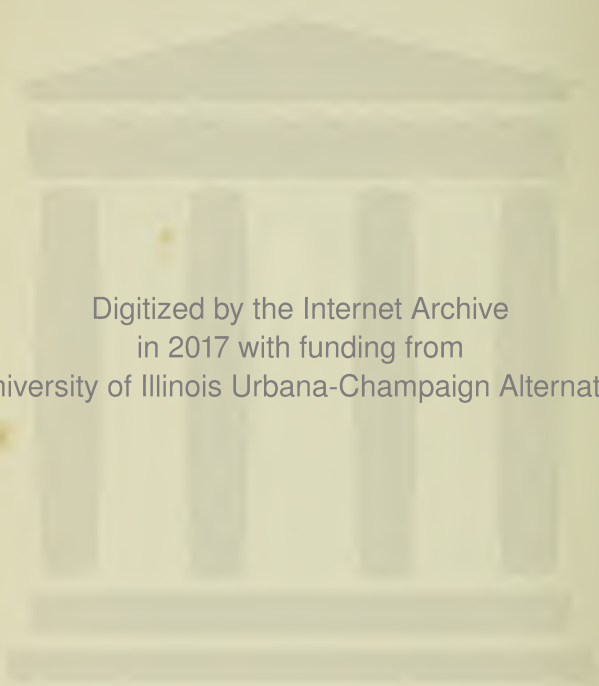 Digitized by the Internet Archive
in 2017 with funding from
niversity of Illinois Urbana-Champaign Alternat